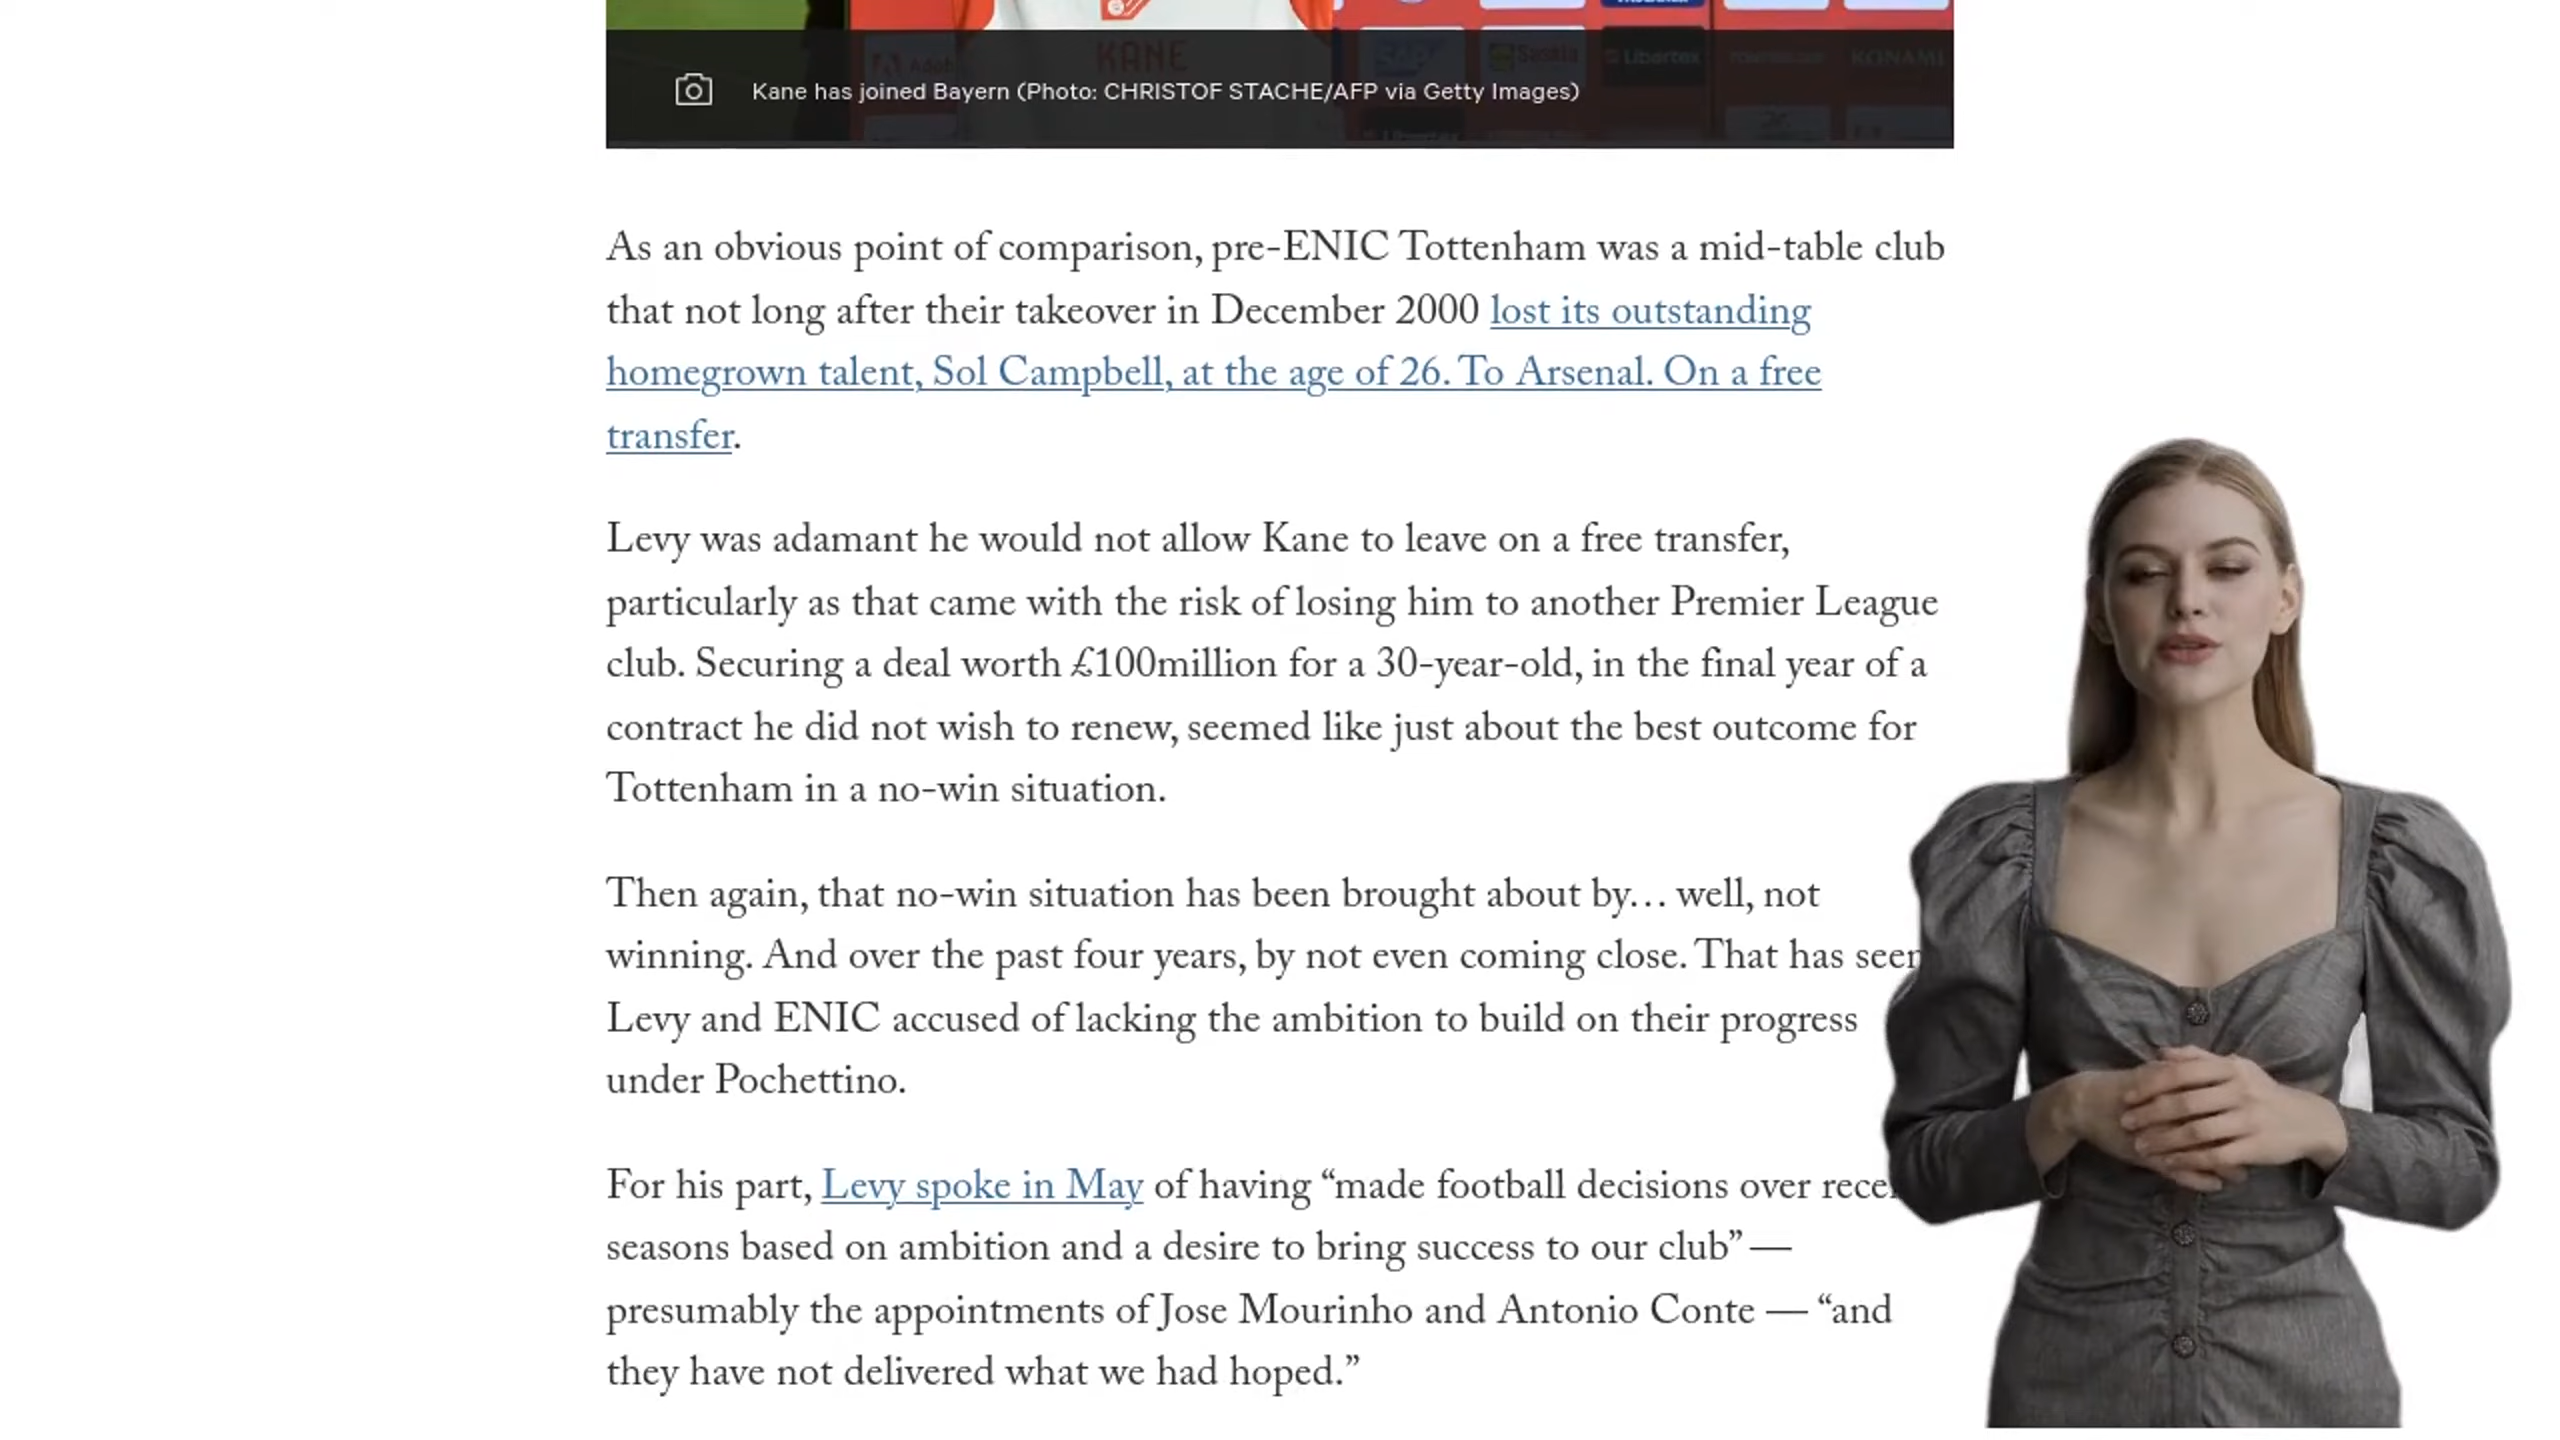 KANE
Adobe
Libertex
KONAMI
Kane has joined Bayern (Photo: CHRISTOF STACHE/AFP via Getty Images)
As an obvious point of comparison, pre-ENIC Tottenham was a mid-table club
that not long after their takeover in December 2000 lost its outstanding
homegrown talent, Sol Campbell, at the age of 26. To Arsenal. On a free
transfer.
Levy was adamant he would not allow Kane to leave on a free transfer,
particularly as that came with the risk of losing him to another Premier League
club. Securing a deal worth £100million for a 30-year-old, in the final year of a
contract he did not wish to renew, seemed like just about the best outcome for
Tottenham in a no-win situation.
Then again, that no-win situation has been brought about by… well, not
winning. And over the past four years, by not even coming close. That has seen
Levy and ENIC accused of lacking the ambition to build on their progress
under Pochettino.
For his part, Levy spoke in May of having “made football decisions over
seasons based on ambition and a desire to bring success to our club” —
presumably the appointments of Jose Mourinho and Antonio Conte — “and
they have not delivered what we had hoped.”